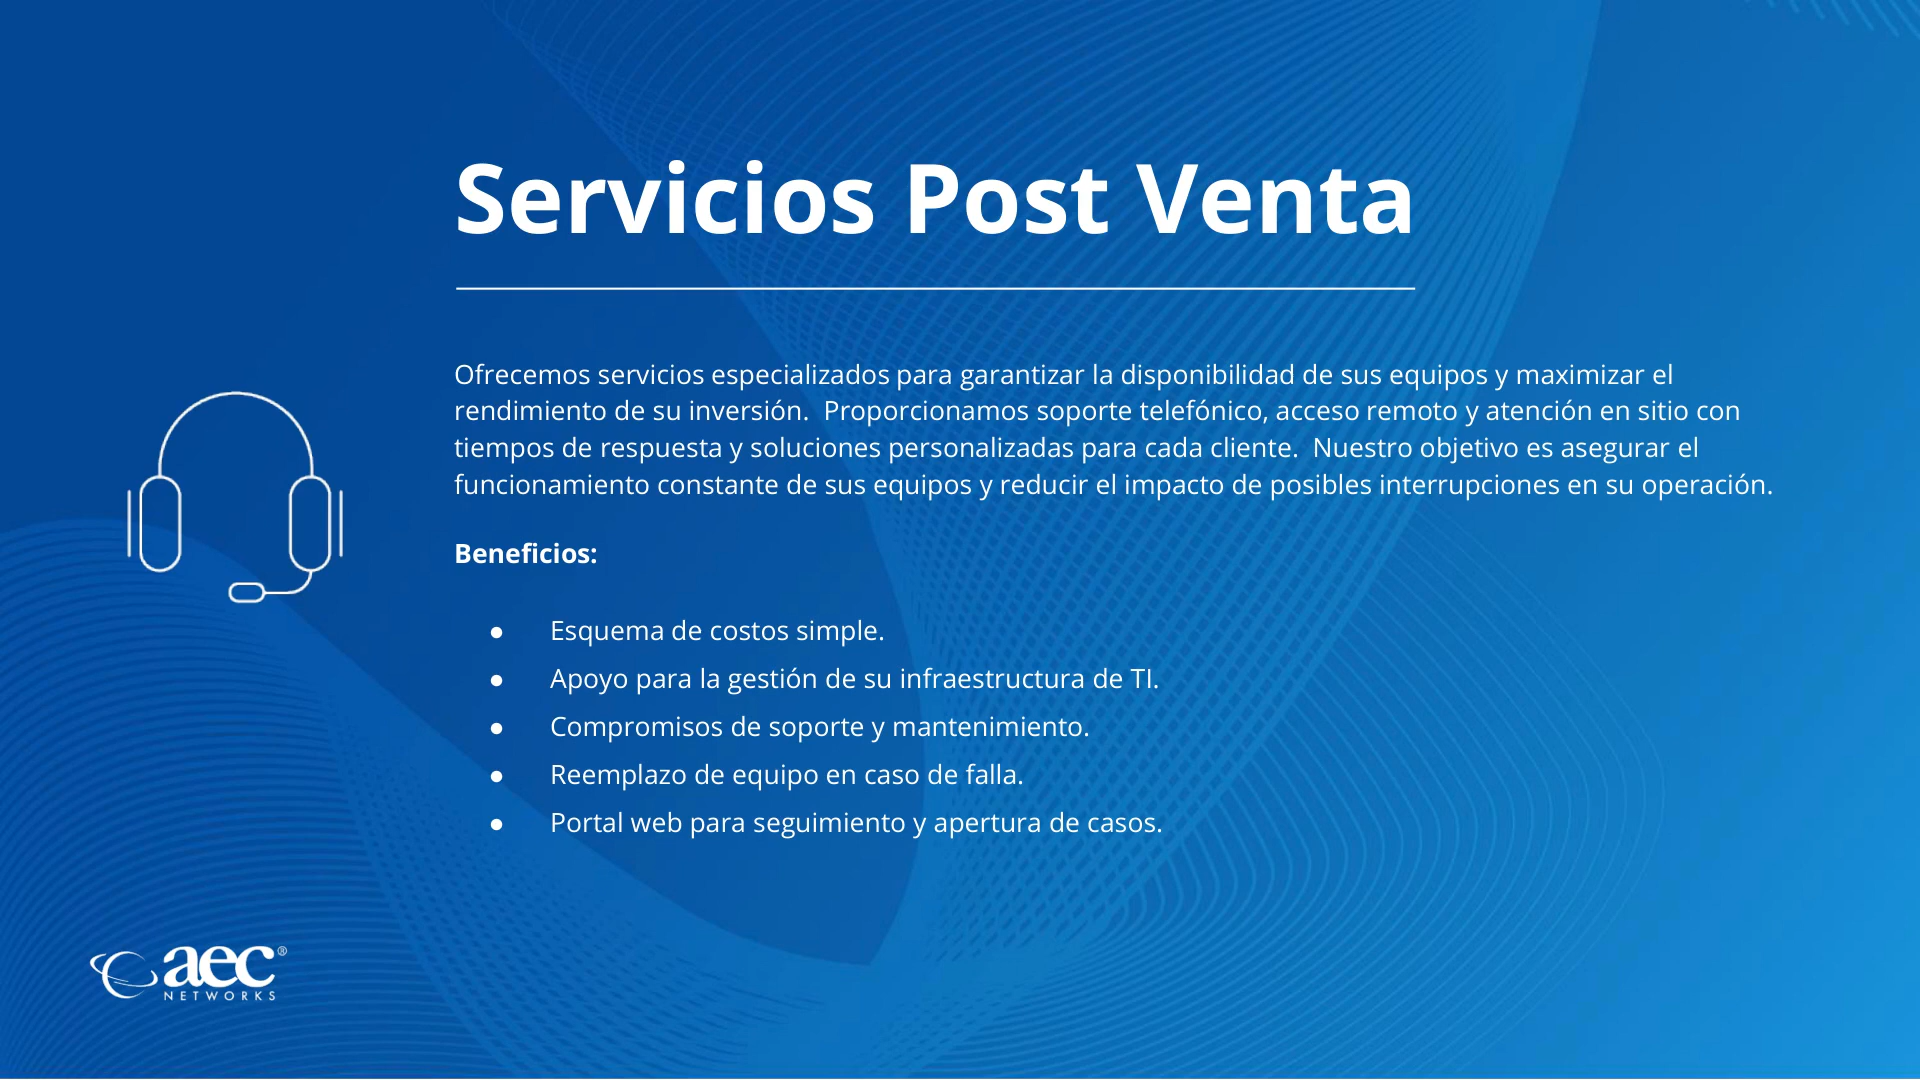 Servicios Post Venta
Ofrecemos servicios especializados para garantizar la disponibilidad de sus equipos y maximizar el
rendimiento de su inversión.  Proporcionamos soporte telefónico, acceso remoto y atención en sitio con
tiempos de respuesta y soluciones personalizadas para cada cliente.  Nuestro objetivo es asegurar el
funcionamiento constante de sus equipos y reducir el impacto de posibles interrupciones en su operación.
Beneficios:
● Esquema de costos simple.
● Apoyo para la gestión de su infraestructura de TI.
● Compromisos de soporte y mantenimiento.
● Reemplazo de equipo en caso de falla.
● Portal web para seguimiento y apertura de casos.
aec®
NETWORKS